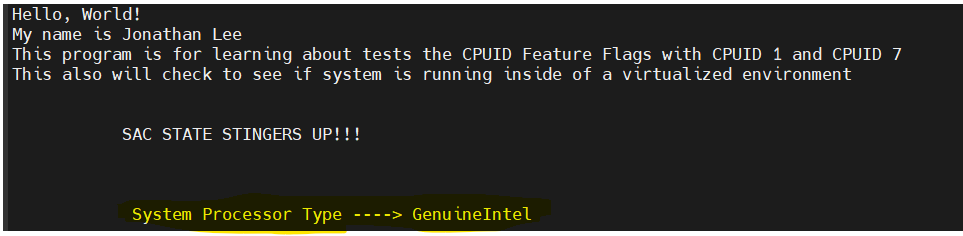 Hello, World!
My name is Jonathan Lee
This program is for learning about tests the CPUID Feature Flags with CPUID 1 and CPUID 7
This also will check to see if system is running inside of a virtualized environment
SAC STATE STINGERS UP!!!
System Processor Type ----> GenuineIntel